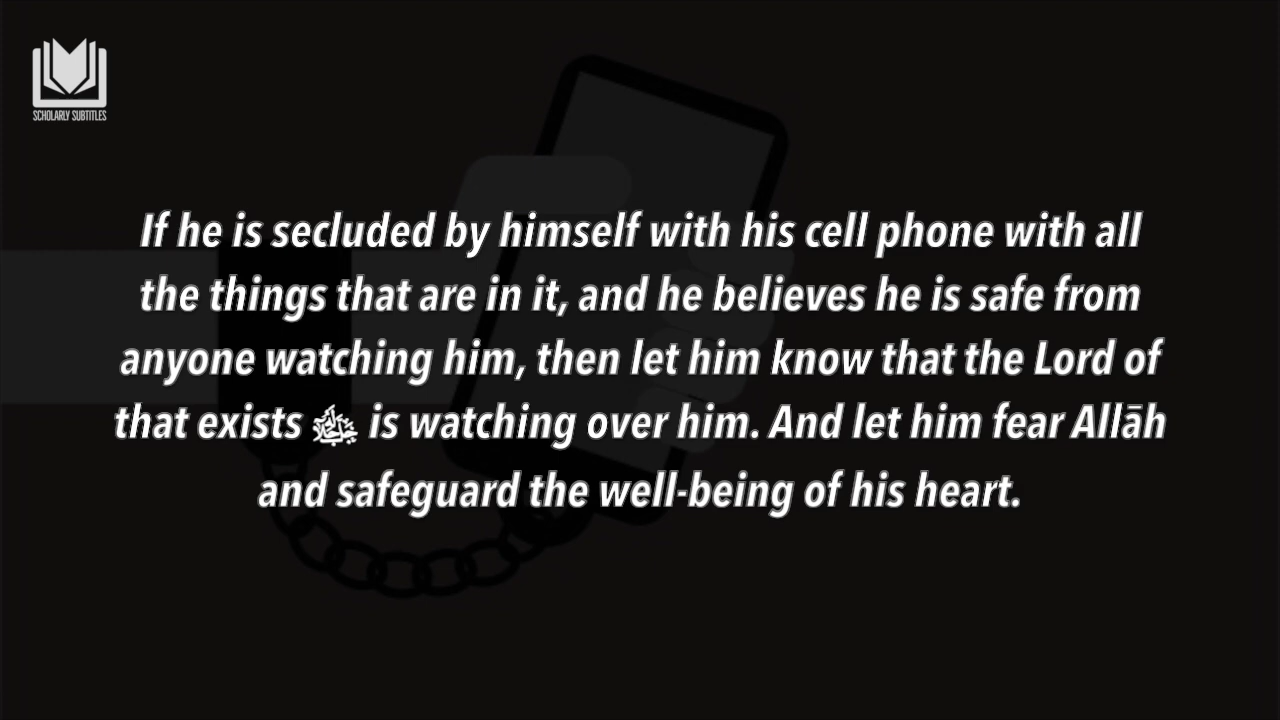 SCHOLARLY SUBTITLES
If he is secluded by himself with his cell phone with all
the things that are in it, and he believes he is safe from
anyone watching him, then let him know that the Lord of
that exists ﷻ is watching over him. And let him fear Allāh
and safeguard the well-being of his heart.